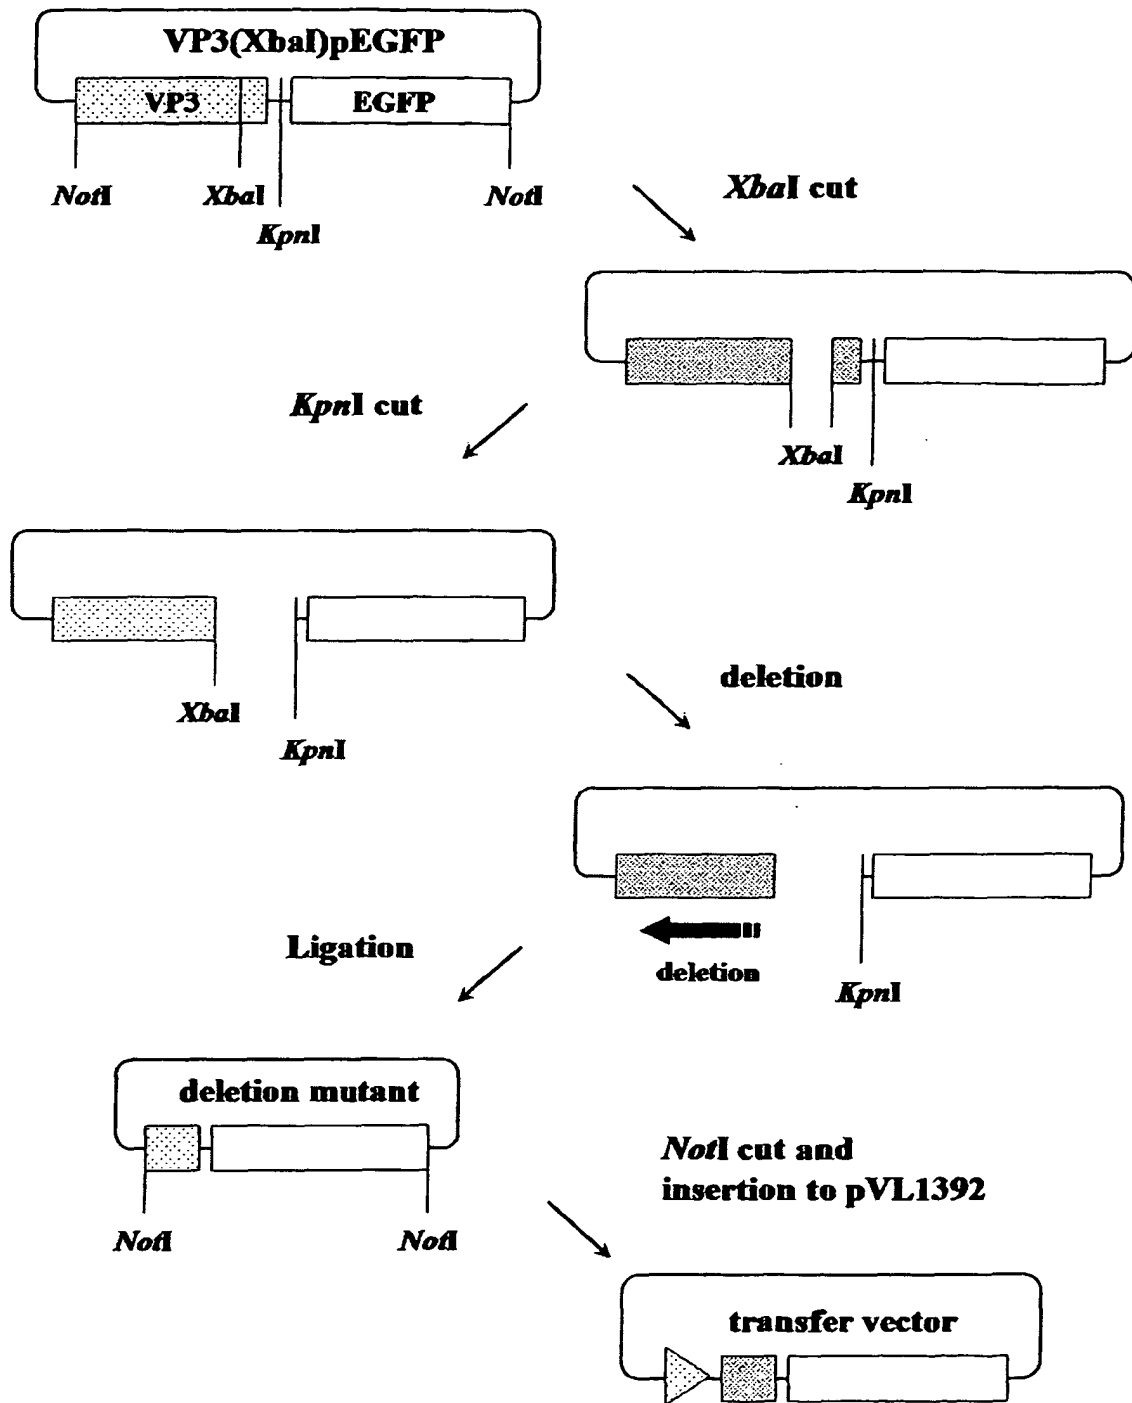 VP3(XbaI)pEGFP
VP3
EGFP
NotI
XbaI
NotI
KpnI
XbaI cut
XbaI
KpnI
KpnI cut
XbaI
KpnI
deletion
deletion
KpnI
Ligation
deletion mutant
NotI
NotI
NotI cut and
insertion to pVL1392
transfer vector